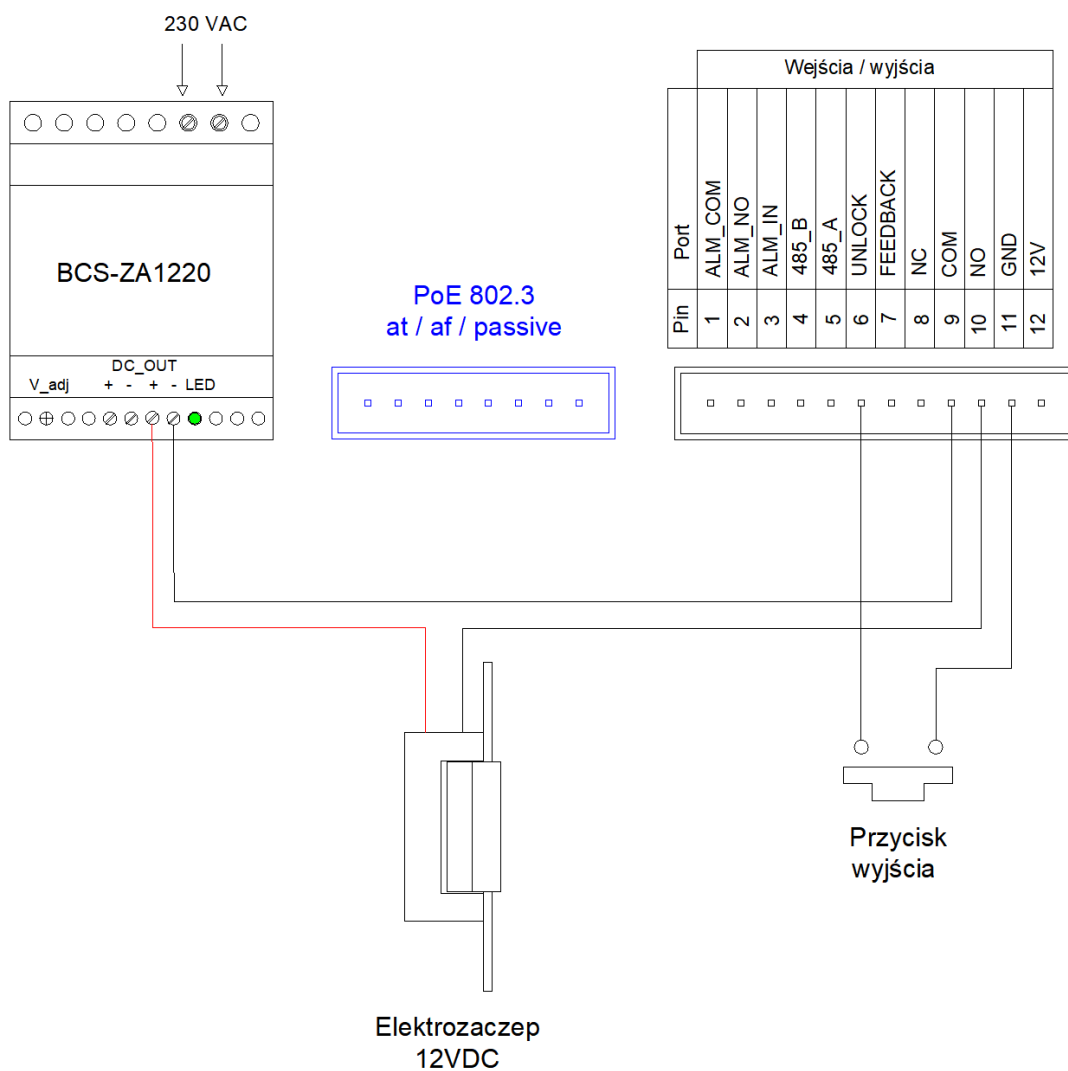 230 VAC
BCS-ZA1220
DC_OUT
V_adj + - + - LED
PoE 802.3
at / af / passive
Wejścia / wyjścia
Port
ALM_COM
ALM_NO
ALM_IN
485_B
485_A
UNLOCK
FEEDBACK
NC
COM
NO
GND
12V
Pin
1
2
3
4
5
6
7
8
9
10
11
12
Przycisk
wyjścia
Elektrozaczep
12VDC